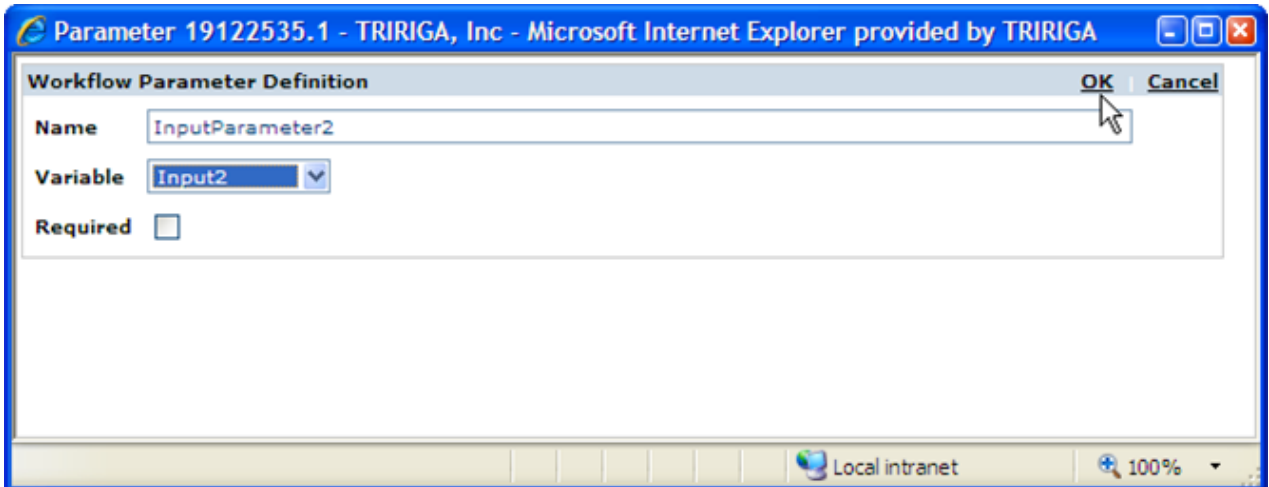 Parameter 19122535.1 - TRIRIGA, Inc - Microsoft Internet Explorer provided by TRIRIGA
Workflow Parameter Definition OK | Cancel
Name InputParameter2
Variable Input2
Required
Local intranet 100%